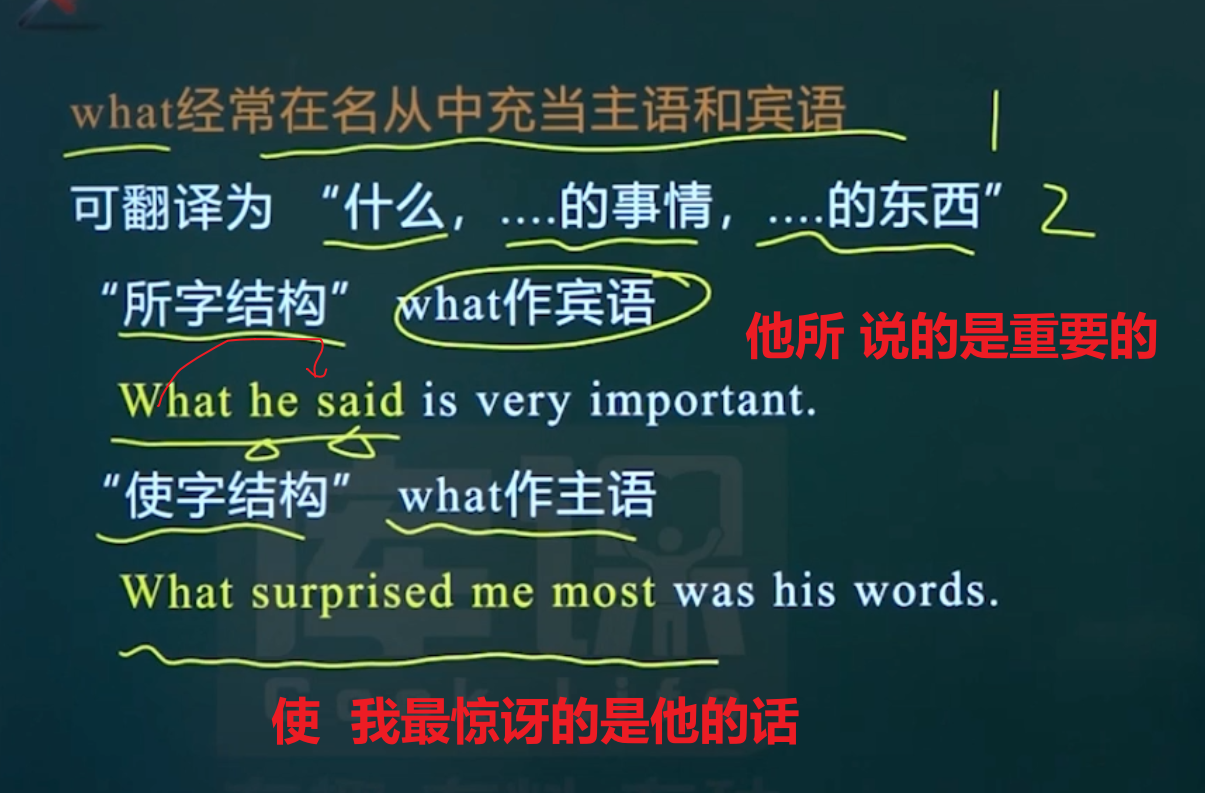 what经常在名从中充当主语和宾语 1
可翻译为 “什么，....的事情，....的东西” 2
“所字结构” what作宾语
他所 说的是重要的
What he said is very important.
“使字结构” what作主语
What surprised me most was his words.
使 我最惊讶的是他的话
库课
Cook Life